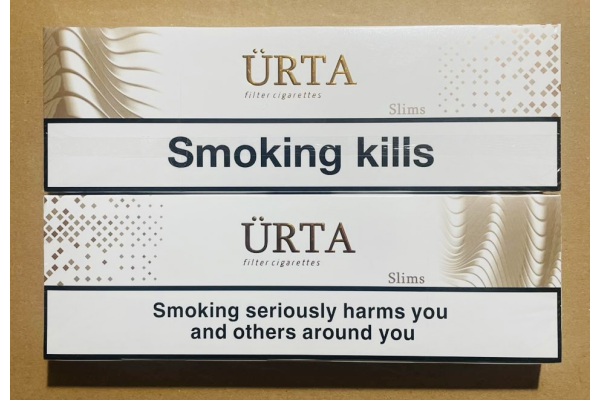 ÜRTA
filter cigarettes
Slims
Smoking kills
ÜRTA
filter cigarettes
Slims
Smoking seriously harms you
and others around you